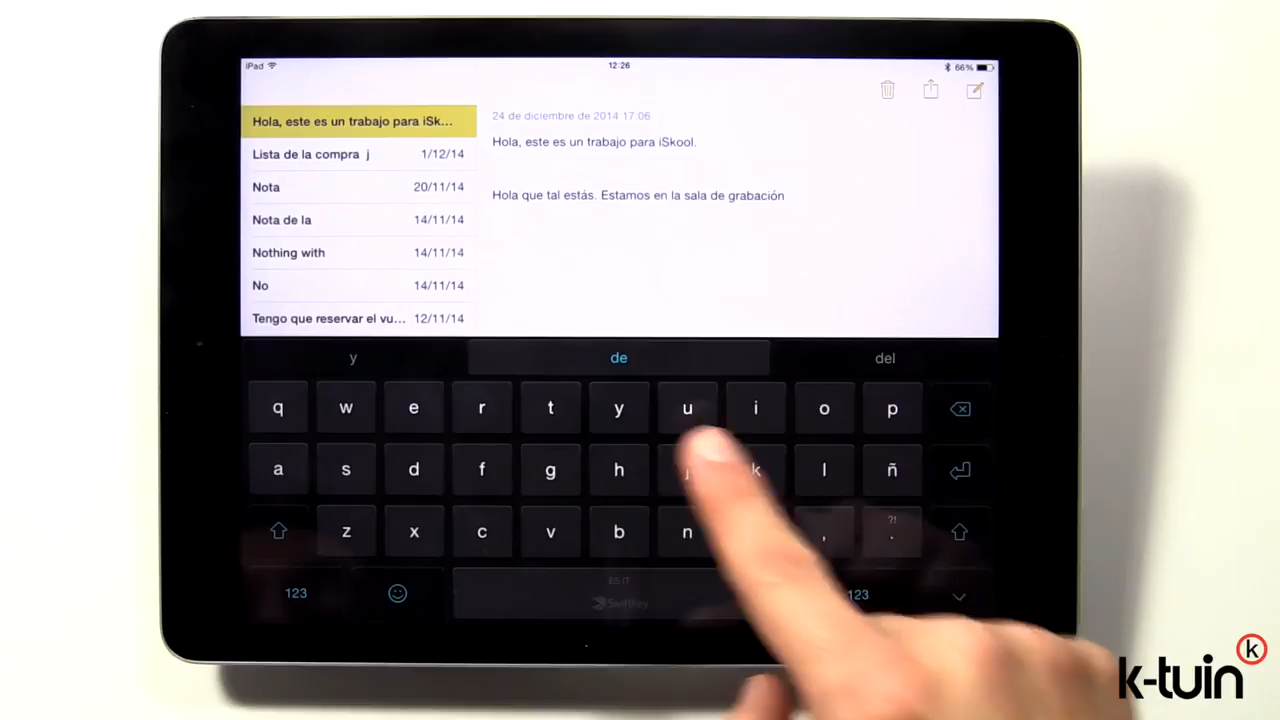 iPad 12:26 66%
Hola, este es un trabajo para iSk...
Lista de la compra j 1/12/14
Nota 20/11/14
Nota de la 14/11/14
Nothing with 14/11/14
No 14/11/14
Tengo que reservar el vu... 12/11/14
24 de diciembre de 2014 17:06
Hola, este es un trabajo para iSkool.
Hola que tal estás. Estamos en la sala de grabación
y de del
q w e r t y u i o p
a s d f g h j k l ñ
z x c v b n , ?! .
123 ES IT 123
SwiftKey
k-tuin k